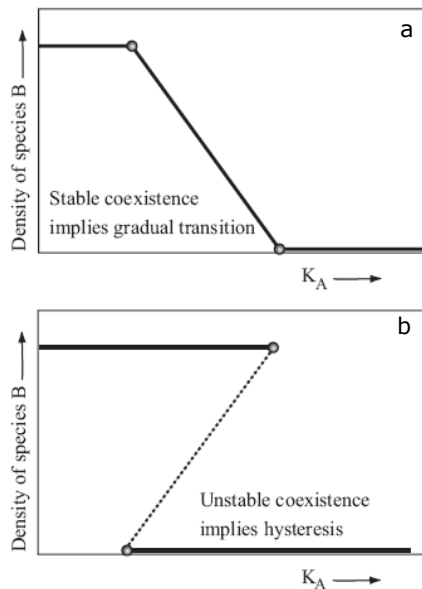 a
Density of species B
Stable coexistence
implies gradual transition
K_A
b
Density of species B
Unstable coexistence
implies hysteresis
K_A